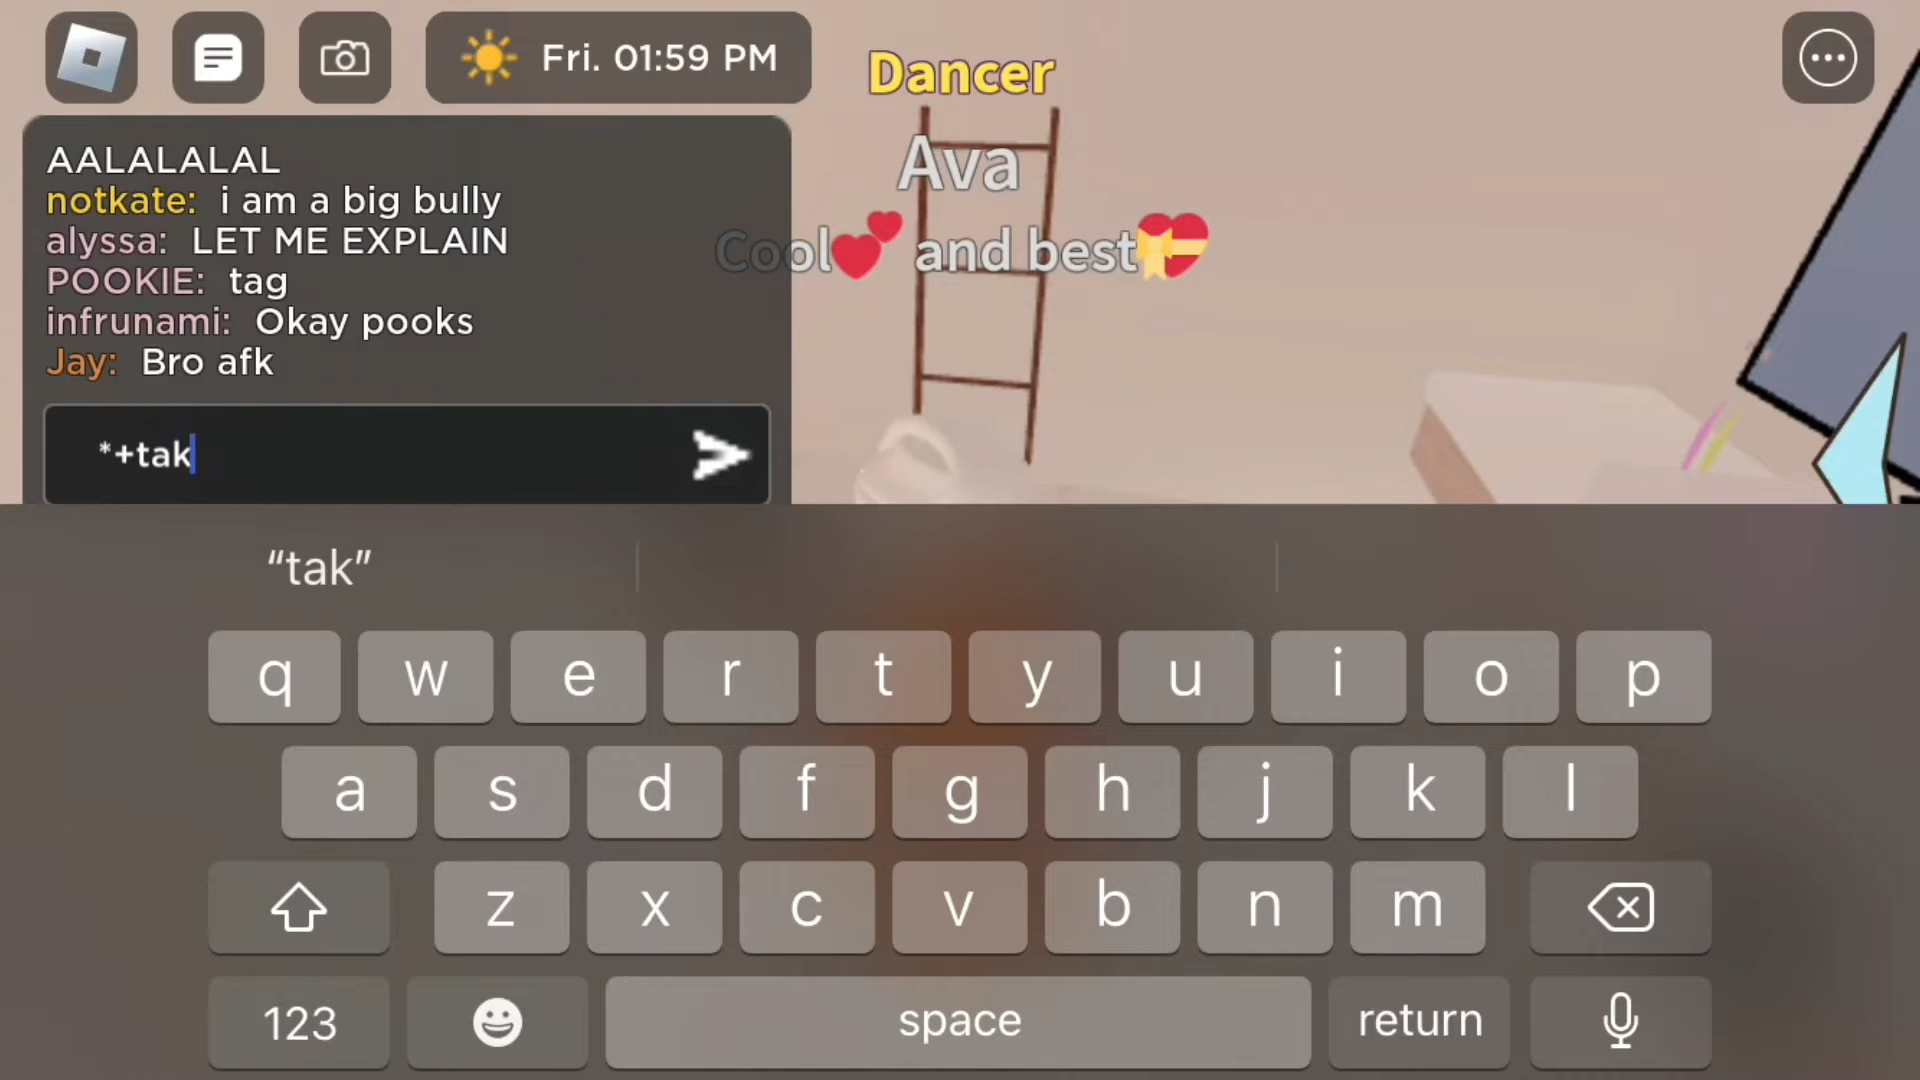 Fri. 01:59 PM
Dancer
Ava
Cool💕 and best💝
AALALALAL
notkate: i am a big bully
alyssa: LET ME EXPLAIN
POOKIE: tag
infrunami: Okay pooks
Jay: Bro afk
*+tak
“tak”
q w e r t y u i o p
a s d f g h j k l
z x c v b n m
123 space return